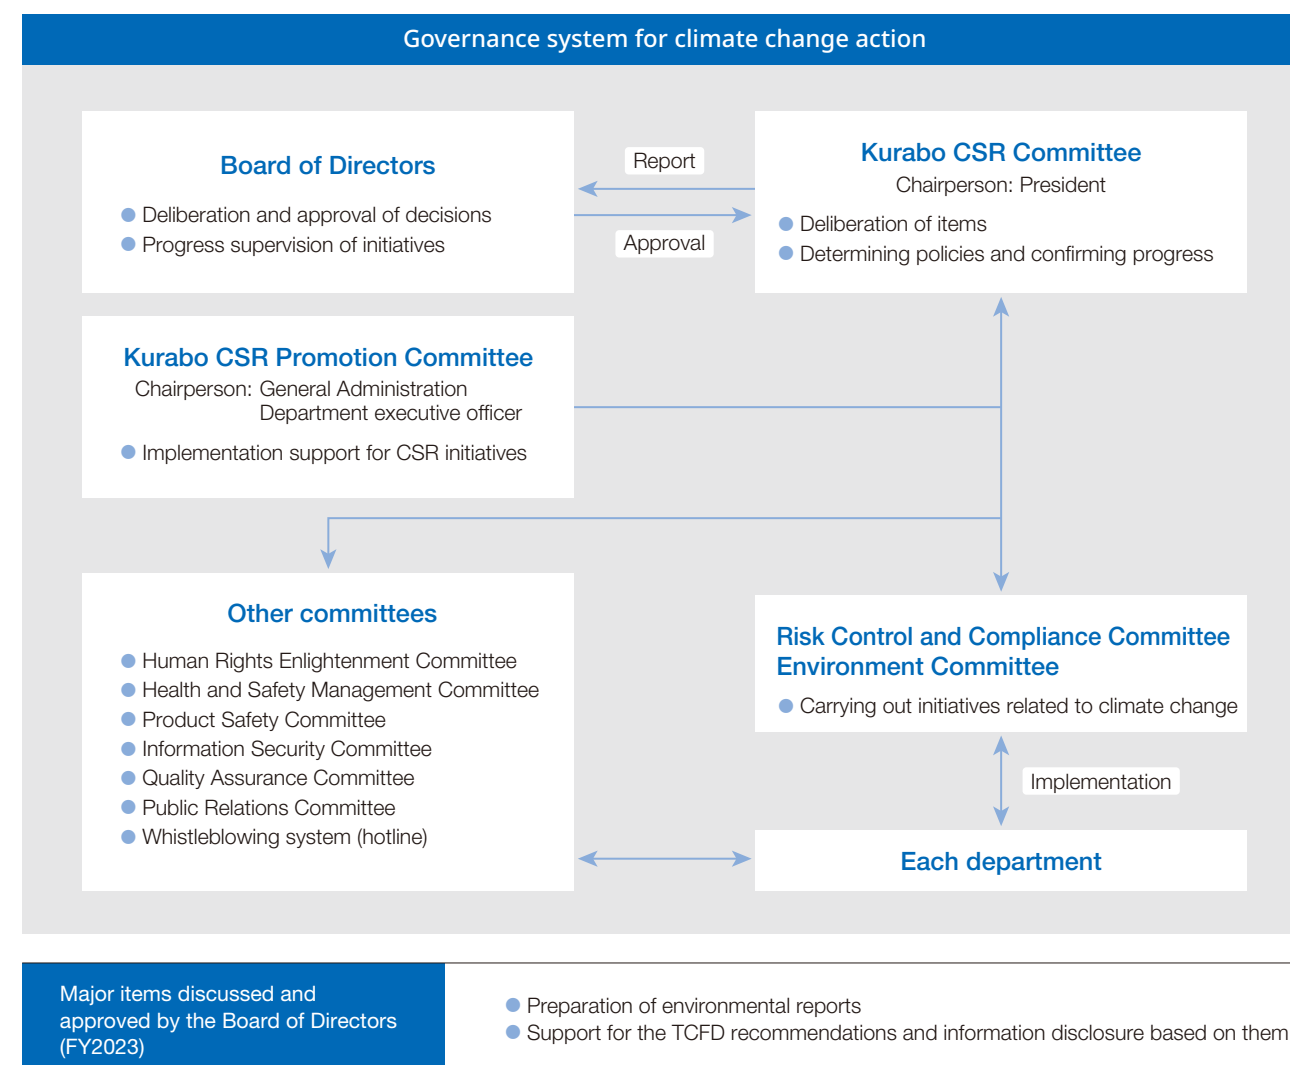 Governance system for climate change action
Board of Directors
Deliberation and approval of decisions
Progress supervision of initiatives
Report
Approval
Kurabo CSR Committee
Chairperson: President
Deliberation of items
Determining policies and confirming progress
Kurabo CSR Promotion Committee
Chairperson: General Administration
Department executive officer
Implementation support for CSR initiatives
Other committees
Human Rights Enlightenment Committee
Health and Safety Management Committee
Product Safety Committee
Information Security Committee
Quality Assurance Committee
Public Relations Committee
Whistleblowing system (hotline)
Risk Control and Compliance Committee
Environment Committee
Carrying out initiatives related to climate change
Implementation
Each department
Major items discussed and
approved by the Board of Directors
(FY2023)
Preparation of environmental reports
Support for the TCFD recommendations and information disclosure based on them